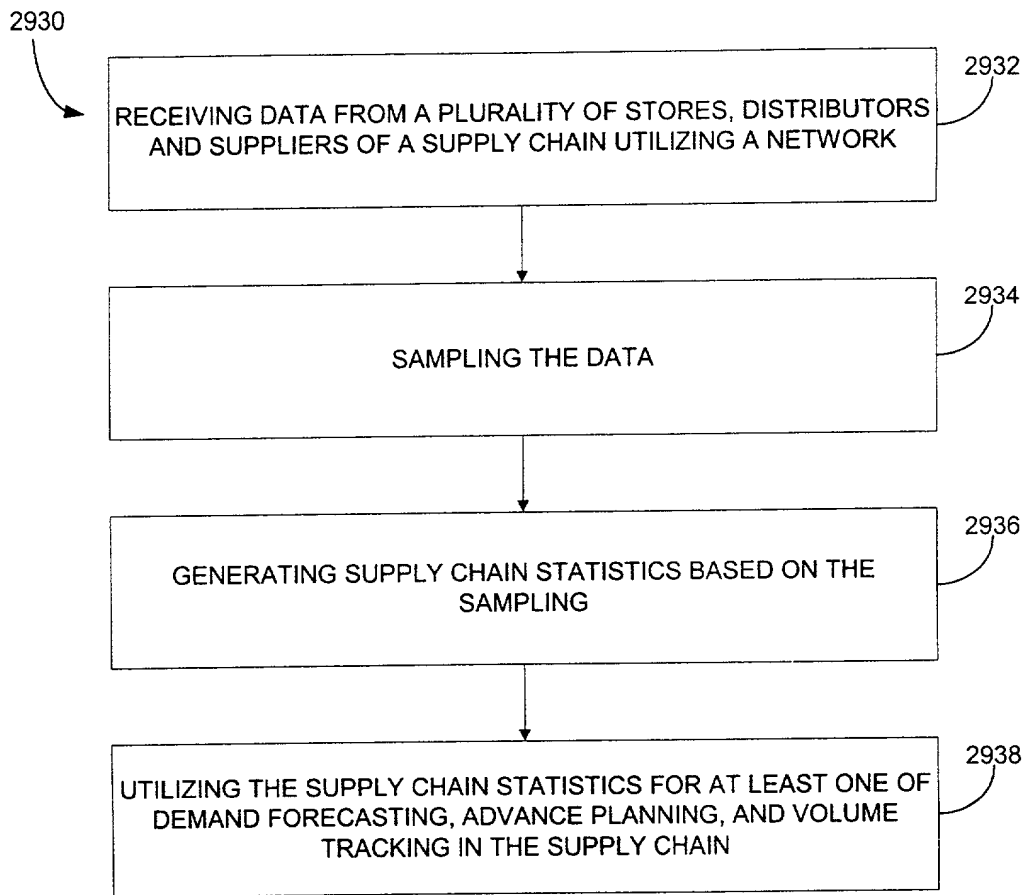 2930
2932
RECEIVING DATA FROM A PLURALITY OF STORES, DISTRIBUTORS
AND SUPPLIERS OF A SUPPLY CHAIN UTILIZING A NETWORK
2934
SAMPLING THE DATA
2936
GENERATING SUPPLY CHAIN STATISTICS BASED ON THE
SAMPLING
2938
UTILIZING THE SUPPLY CHAIN STATISTICS FOR AT LEAST ONE OF
DEMAND FORECASTING, ADVANCE PLANNING, AND VOLUME
TRACKING IN THE SUPPLY CHAIN